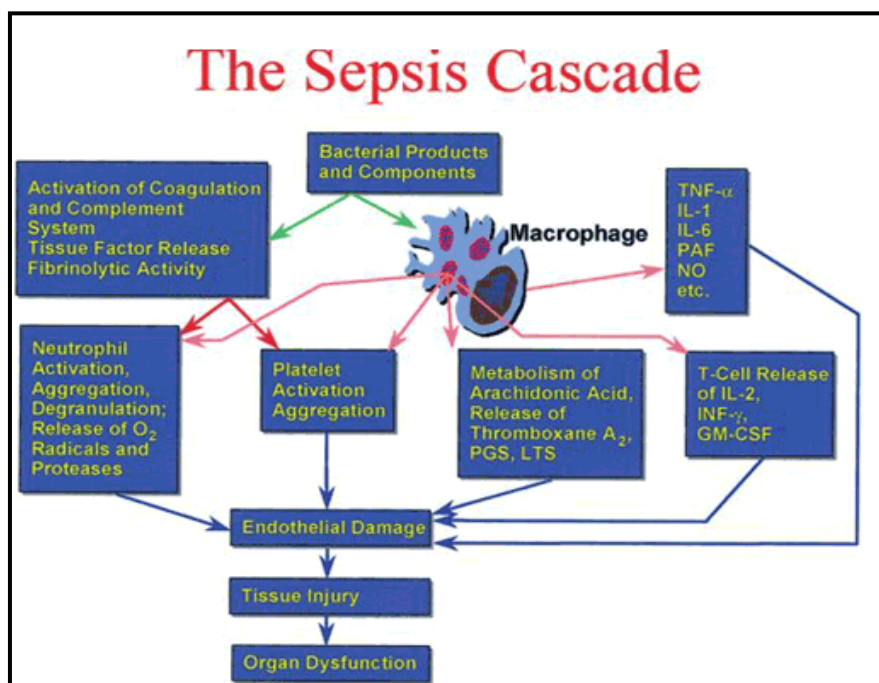 The Sepsis Cascade
Bacterial Products
and Components
Activation of Coagulation
and Complement
System
Tissue Factor Release
Fibrinolytic Activity
Macrophage
TNF-α
IL-1
IL-6
PAF
NO
etc.
Neutrophil
Activation,
Aggregation,
Degranulation;
Release of O₂
Radicals and
Proteases
Platelet
Activation
Aggregation
Metabolism of
Arachidonic Acid,
Release of
Thromboxane A₂,
PGS, LTS
T-Cell Release
of IL-2,
INF-γ,
GM-CSF
Endothelial Damage
Tissue Injury
Organ Dysfunction